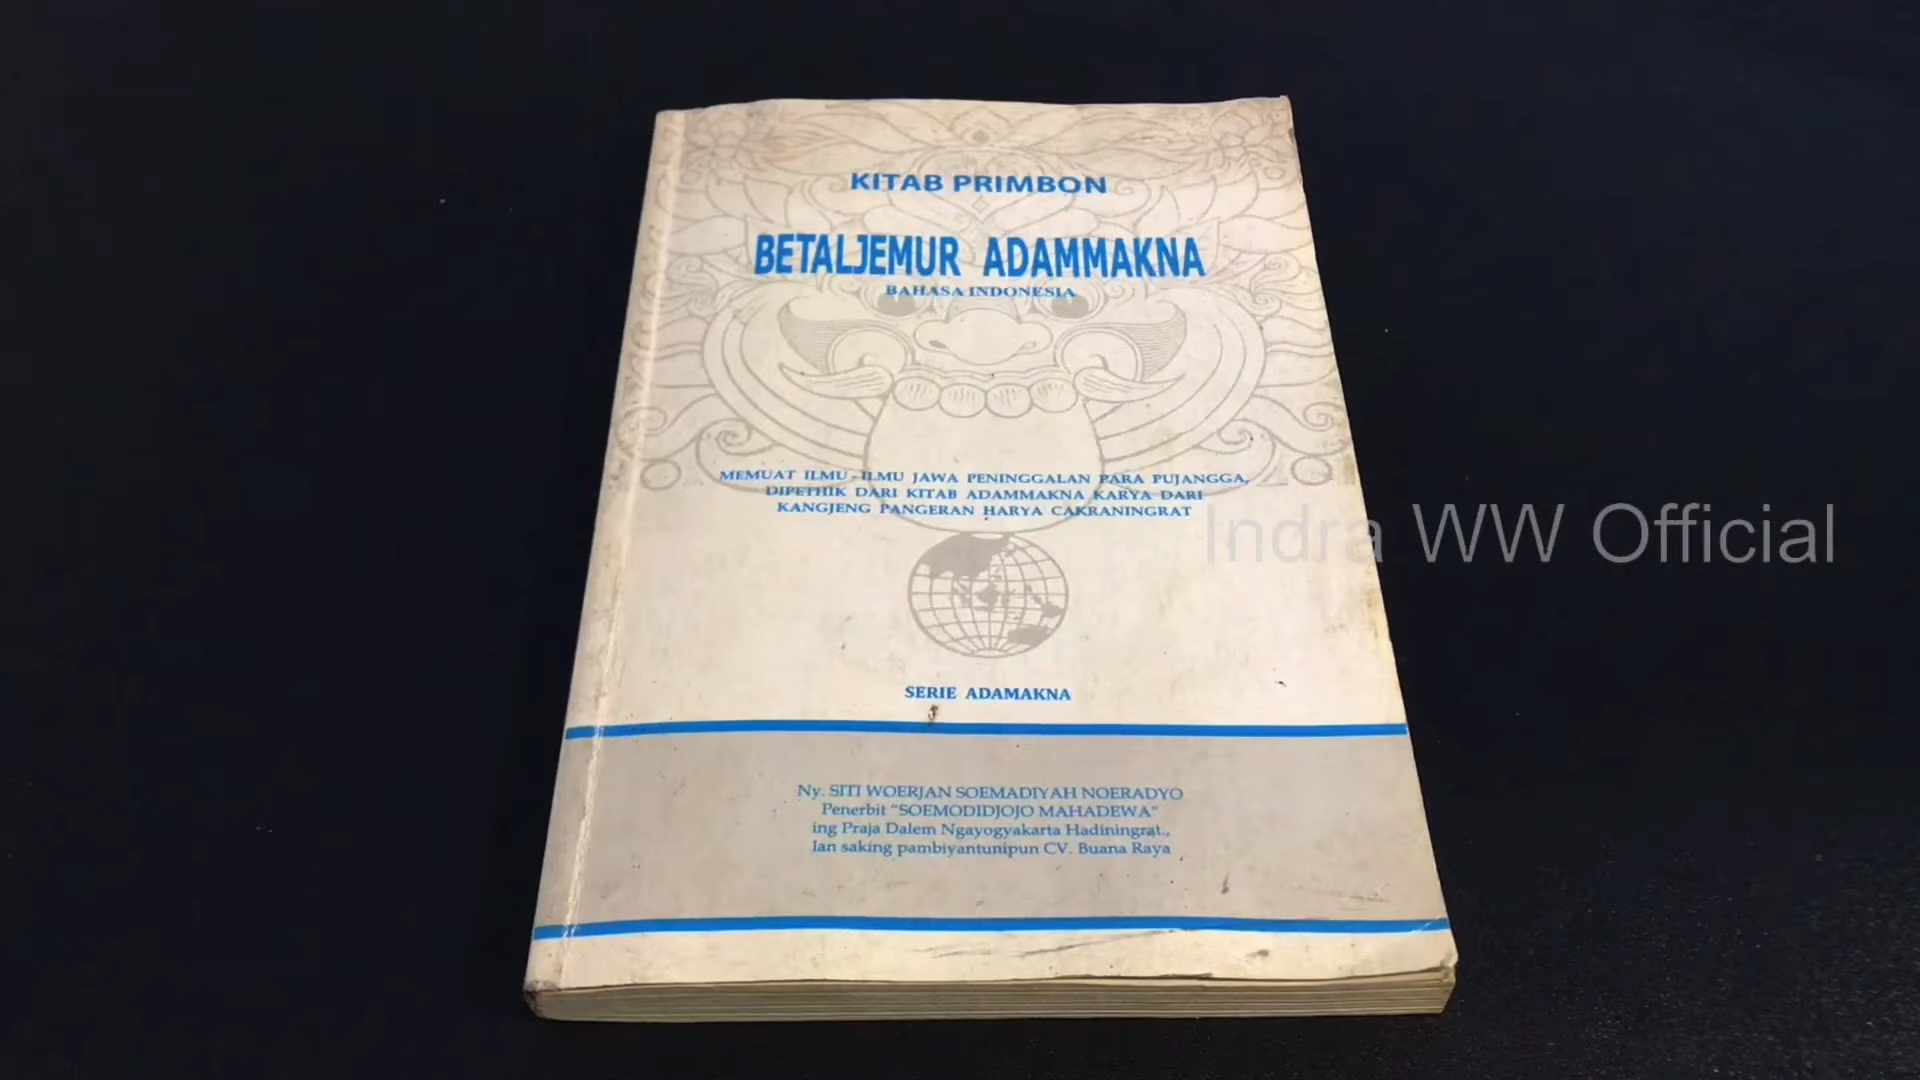 KITAB PRIMBON
BETALJEMUR ADAMMAKNA
BAHASA INDONESIA
MEMUAT ILMU-ILMU JAWA PENINGGALAN PARA PUJANGGA,
DIPETHIK DARI KITAB ADAMMAKNA KARYA DARI
KANGJENG PANGERAN HARYA CAKRANINGRAT
Indra WW Official
SERIE ADAMAKNA
Ny. SITI WOERJAN SOEMADIYAH NOERADYO
Penerbit "SOEMODIDJOJO MAHADEWA"
ing Praja Dalem Ngayogyakarta Hadiningrat.,
lan saking pambiyantunipun CV. Buana Raya